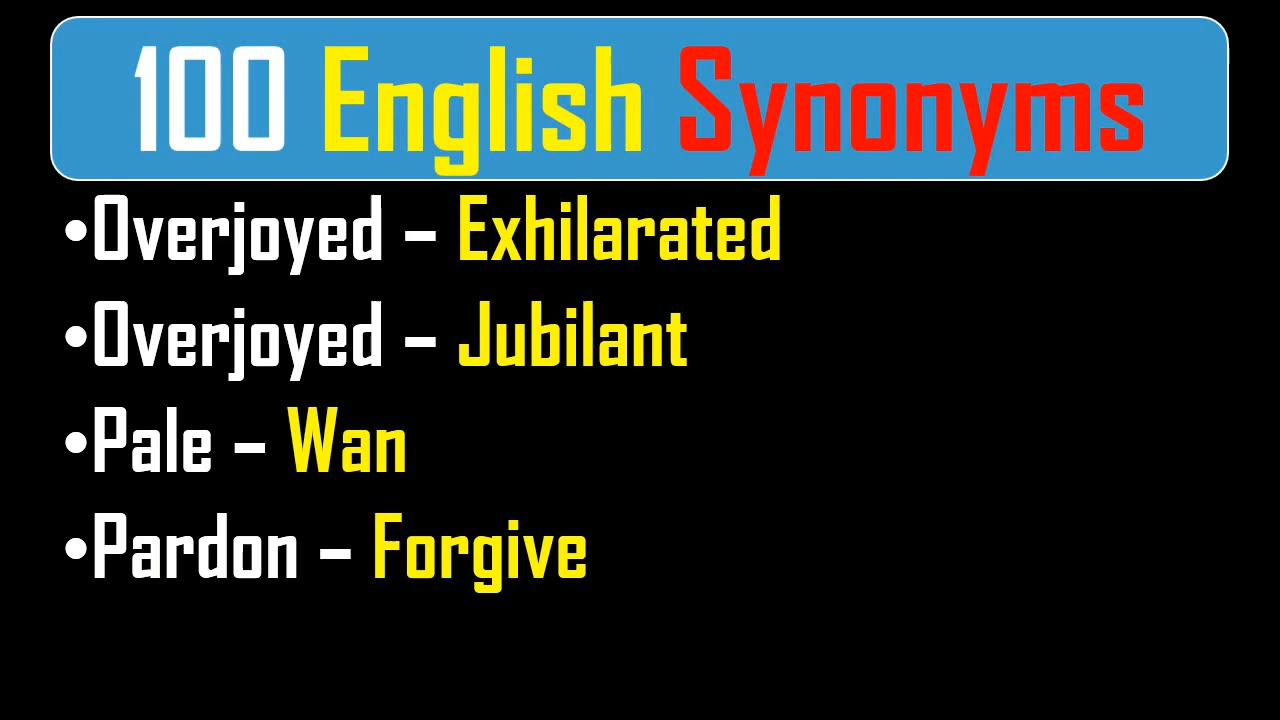 100 English Synonyms
•Overjoyed – Exhilarated
•Overjoyed – Jubilant
•Pale – Wan
•Pardon – Forgive